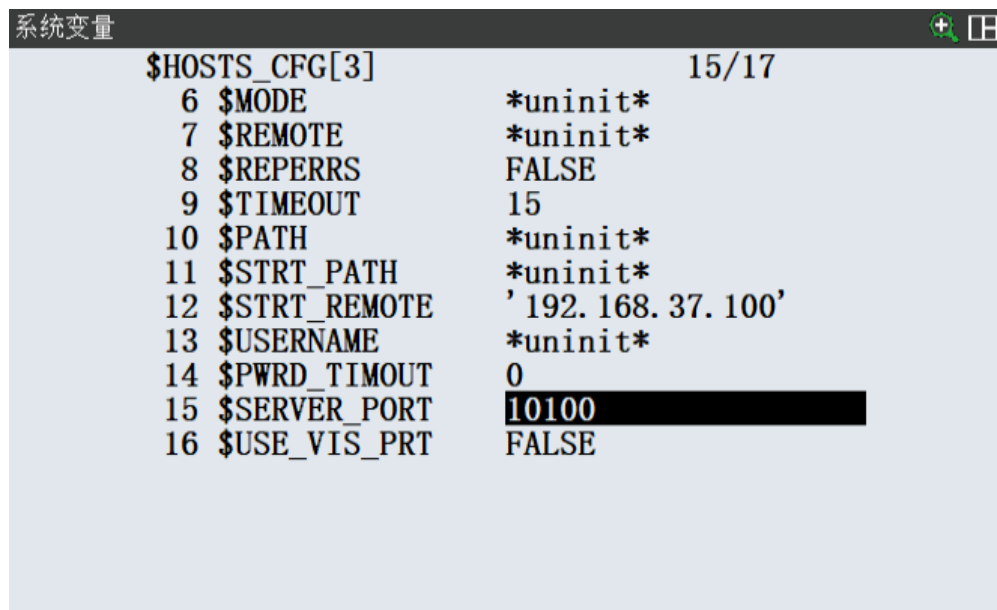 系统变量
$HOSTS_CFG[3] 15/17
6 $MODE *uninit*
7 $REMOTE *uninit*
8 $REPERRS FALSE
9 $TIMEOUT 15
10 $PATH *uninit*
11 $STRT_PATH *uninit*
12 $STRT_REMOTE '192.168.37.100'
13 $USERNAME *uninit*
14 $PWRD_TIMOUT 0
15 $SERVER_PORT 10100
16 $USE_VIS_PRT FALSE